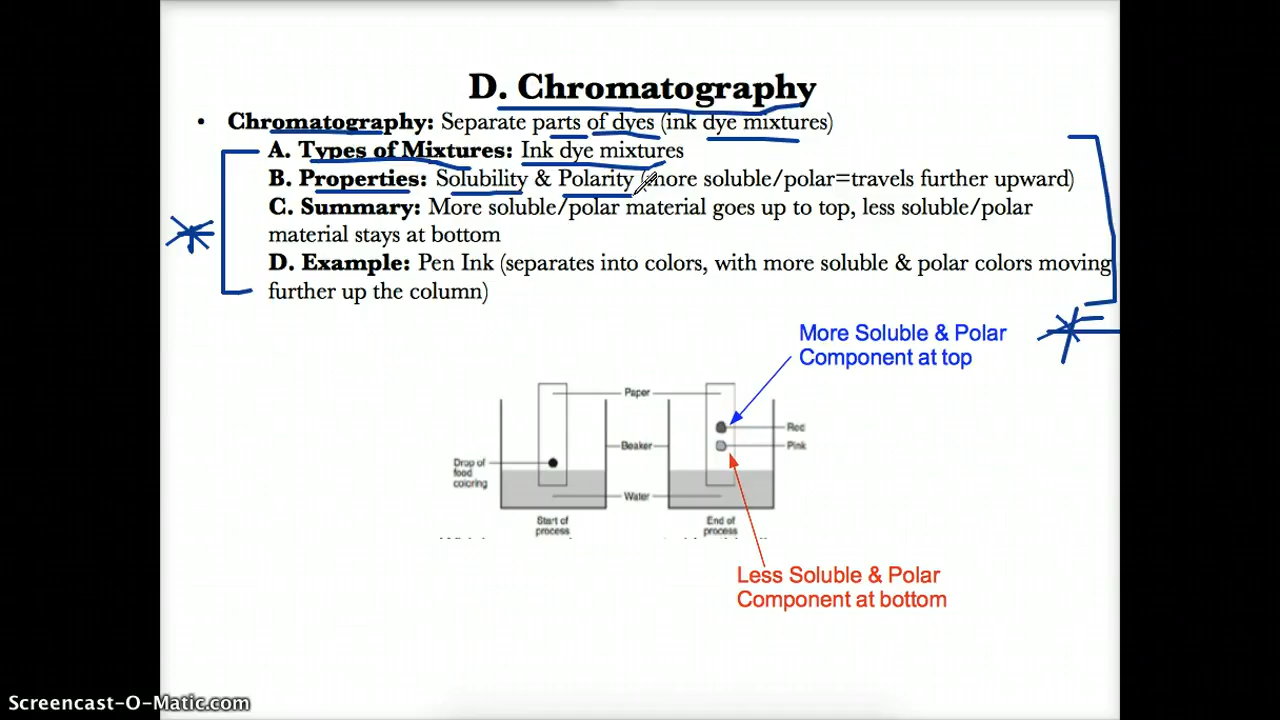 D. Chromatography
• Chromatography: Separate parts of dyes (ink dye mixtures)
A. Types of Mixtures: Ink dye mixtures
B. Properties: Solubility & Polarity (more soluble/polar=travels further upward)
C. Summary: More soluble/polar material goes up to top, less soluble/polar
material stays at bottom
D. Example: Pen Ink (separates into colors, with more soluble & polar colors moving
further up the column)
More Soluble & Polar
Component at top
Paper
Red
Beaker
Pink
Drop of
food
coloring
Water
Start of
process
End of
process
Less Soluble & Polar
Component at bottom
Screencast-O-Matic.com